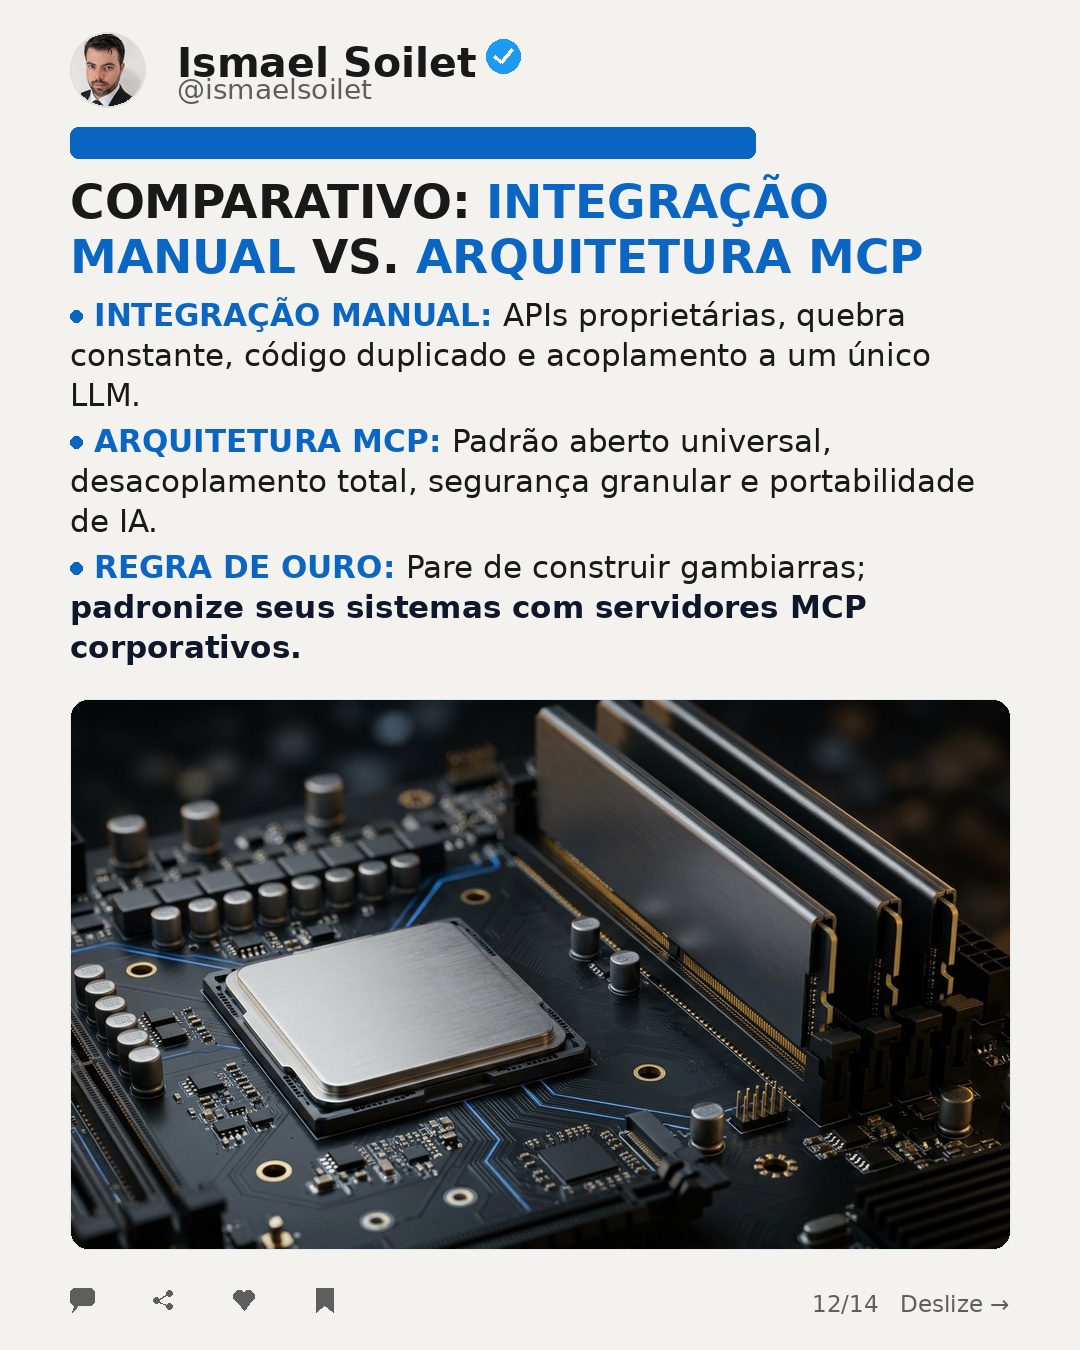 Ismael Soilet
@ismaelsoilet
COMPARATIVO: INTEGRAÇÃO
MANUAL VS. ARQUITETURA MCP
• INTEGRAÇÃO MANUAL: APIs proprietárias, quebra
constante, código duplicado e acoplamento a um único
LLM.
• ARQUITETURA MCP: Padrão aberto universal,
desacoplamento total, segurança granular e portabilidade
de IA.
• REGRA DE OURO: Pare de construir gambiarras;
padronize seus sistemas com servidores MCP
corporativos.
12/14 Deslize →